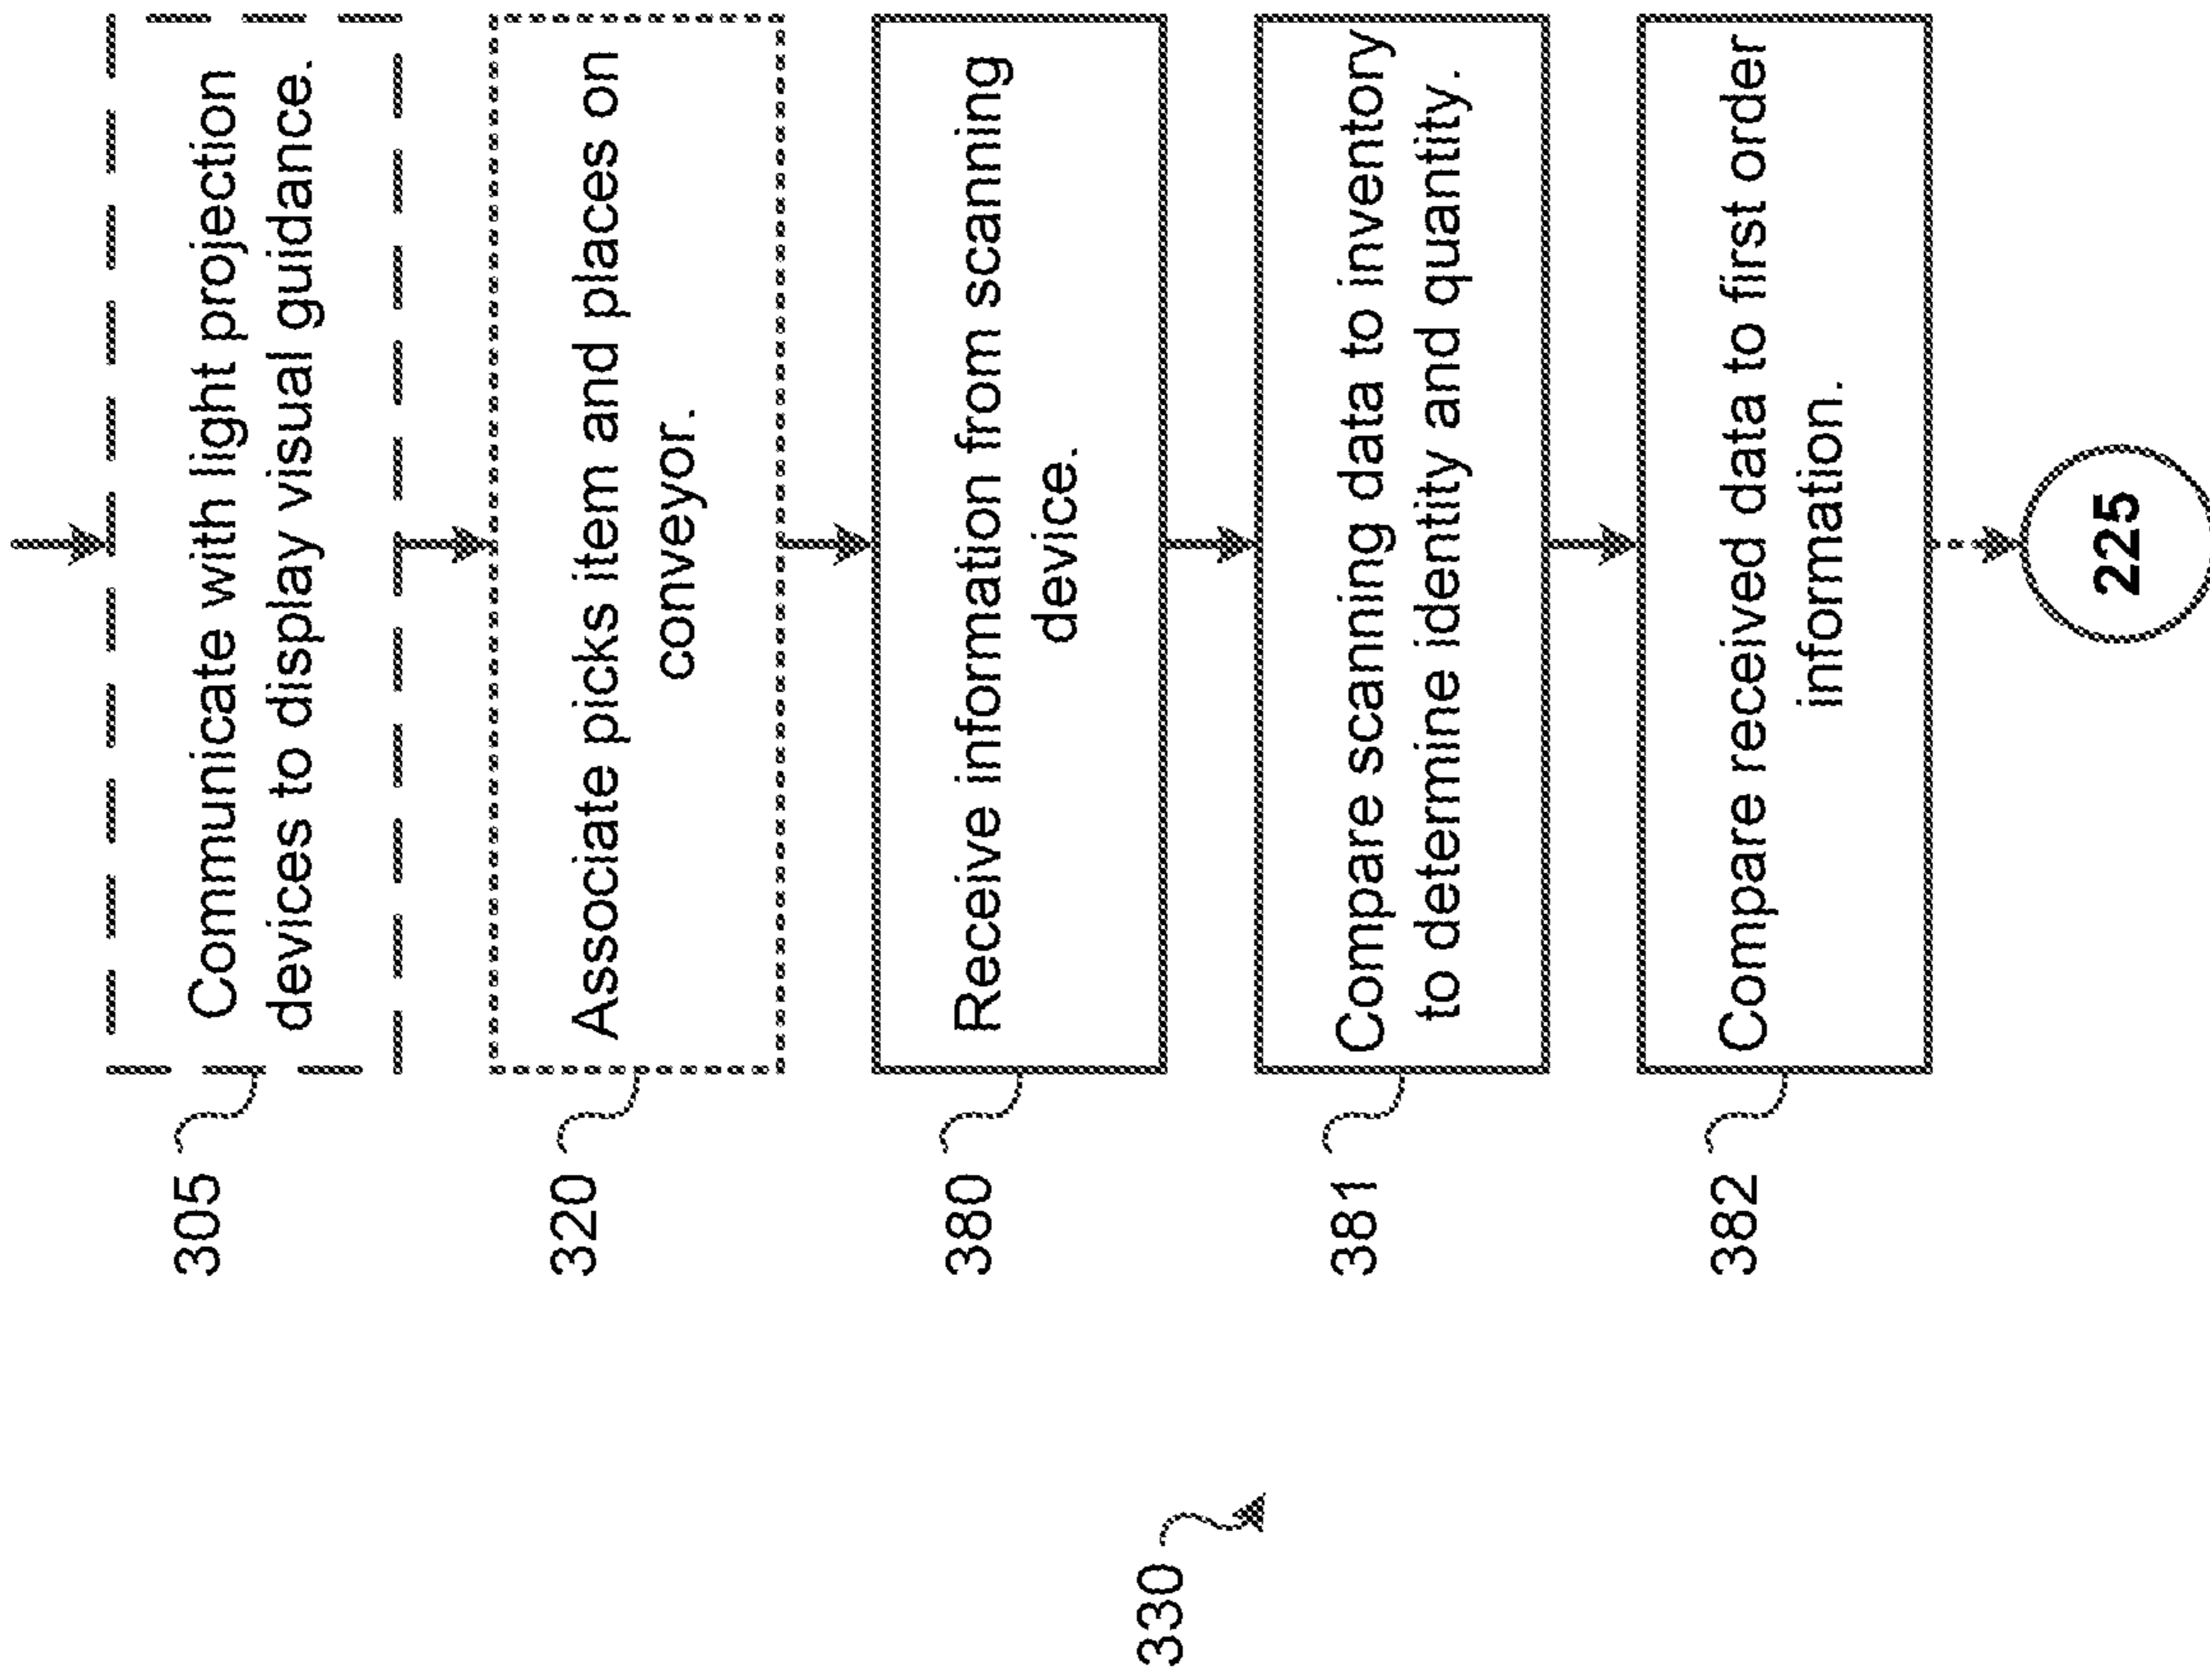 305
Communicate with light projection
devices to display visual guidance.
320
Associate picks item and places on
conveyor.
380
Receive information from scanning
device.
381
Compare scanning data to inventory
to determine identity and quantity.
382
Compare received data to first order
information.
225
330